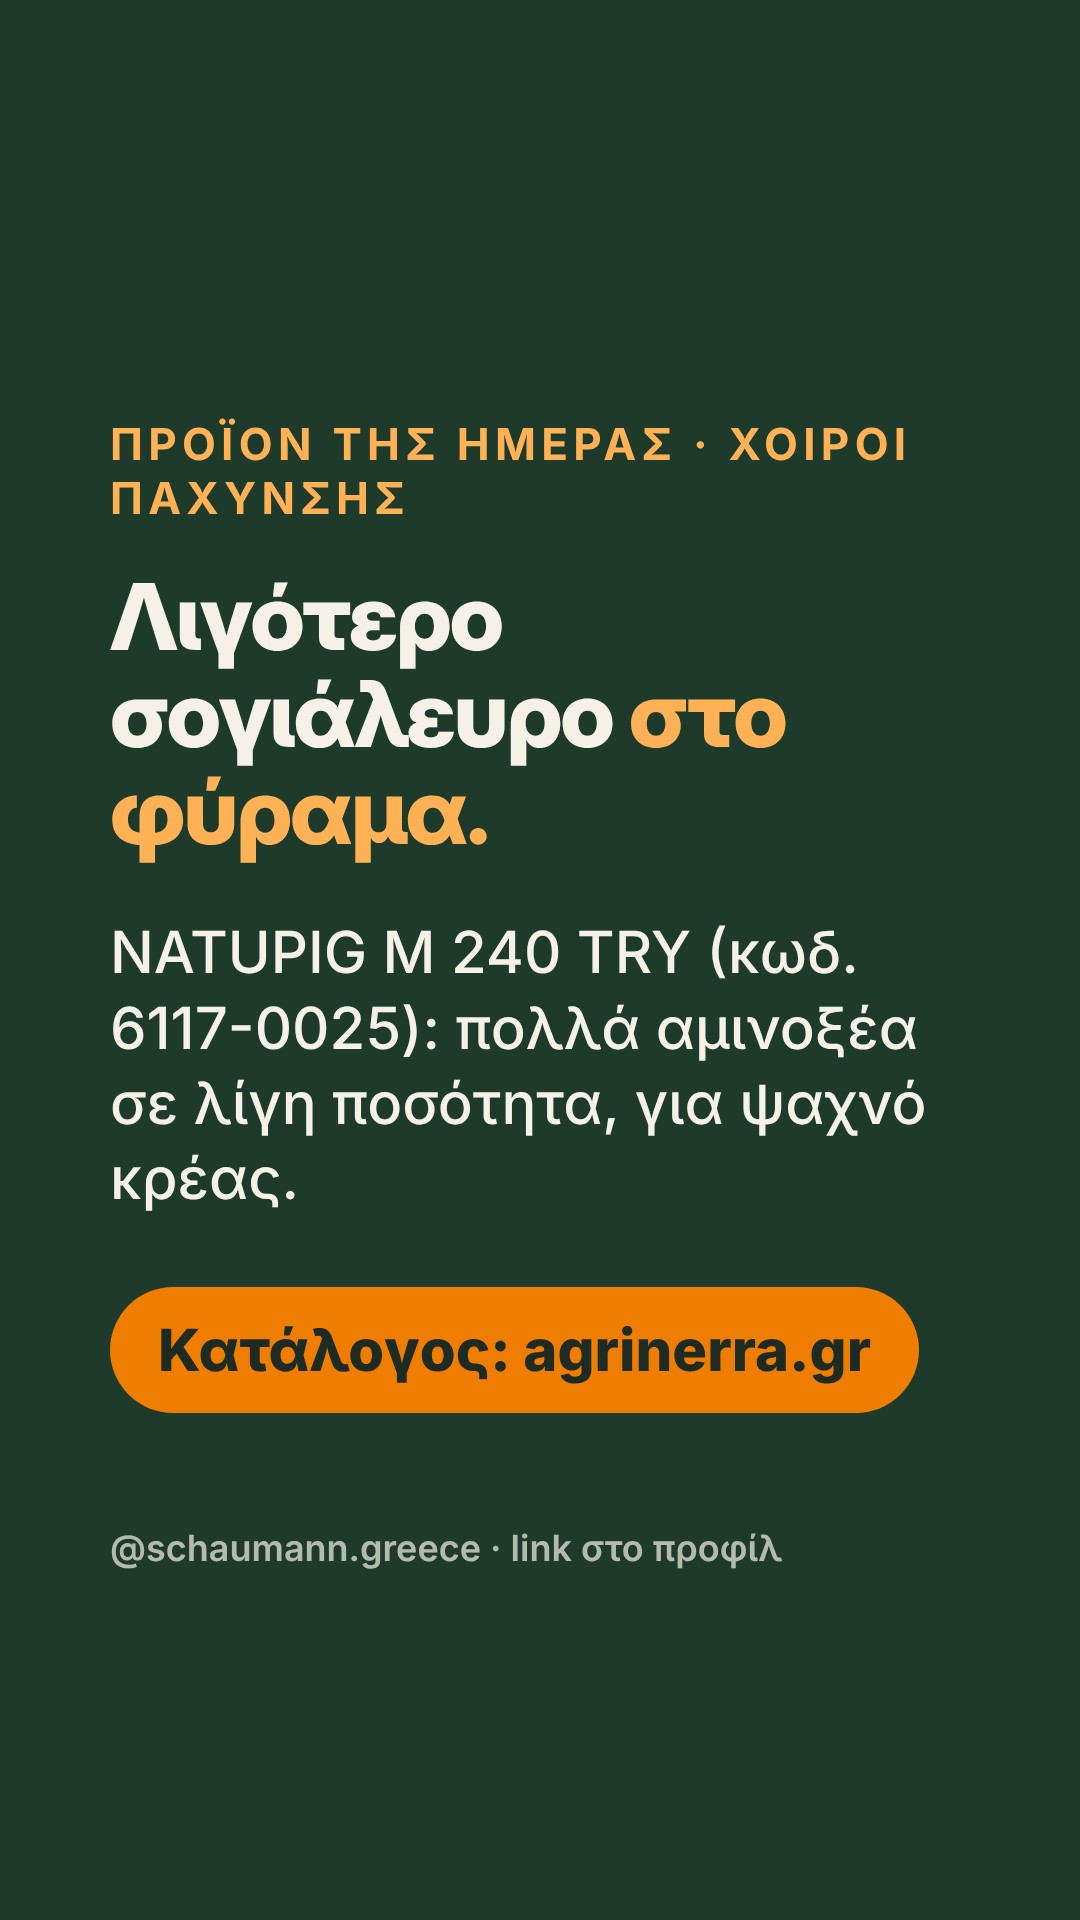 ΠΡΟΪΟΝ ΤΗΣ ΗΜΕΡΑΣ · ΧΟΙΡΟΙ
ΠΑΧΥΝΣΗΣ
Λιγότερο
σογιάλευρο στο
φύραμα.
NATUPIG M 240 TRY (κωδ.
6117-0025): πολλά αμινοξέα
σε λίγη ποσότητα, για ψαχνό
κρέας.
Κατάλογος: agrinerra.gr
@schaumann.greece · link στο προφίλ